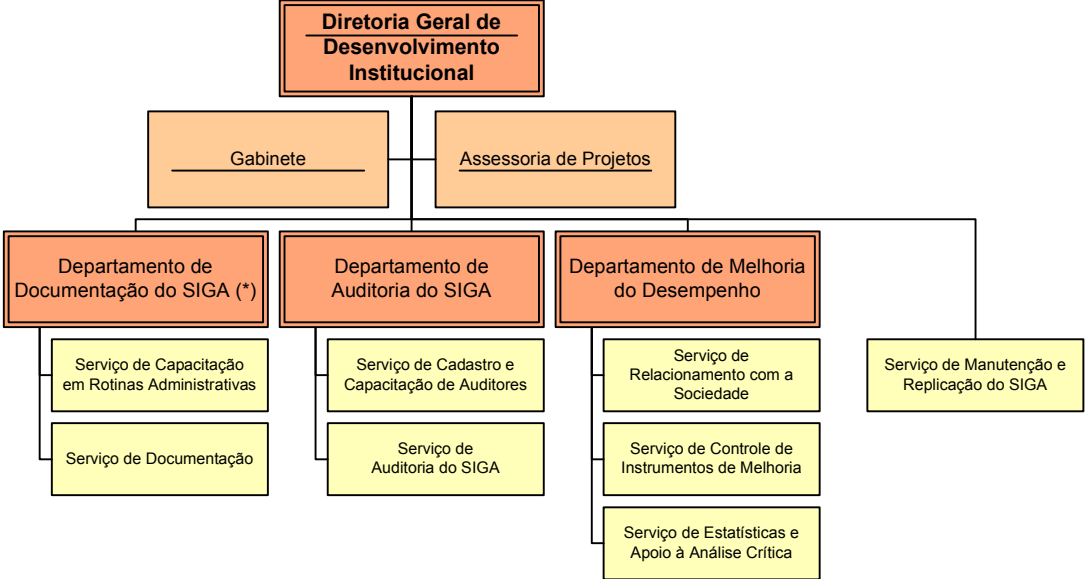 Diretoria Geral de
Desenvolvimento
Institucional
Gabinete
Assessoria de Projetos
Departamento de
Documentação do SIGA (*)
Departamento de
Auditoria do SIGA
Departamento de Melhoria
do Desempenho
Serviço de Capacitação
em Rotinas Administrativas
Serviço de Cadastro e
Capacitação de Auditores
Serviço de
Relacionamento com a
Sociedade
Serviço de Manutenção e
Replicação do SIGA
Serviço de Documentação
Serviço de
Auditoria do SIGA
Serviço de Controle de
Instrumentos de Melhoria
Serviço de Estatísticas e
Apoio à Análise Crítica